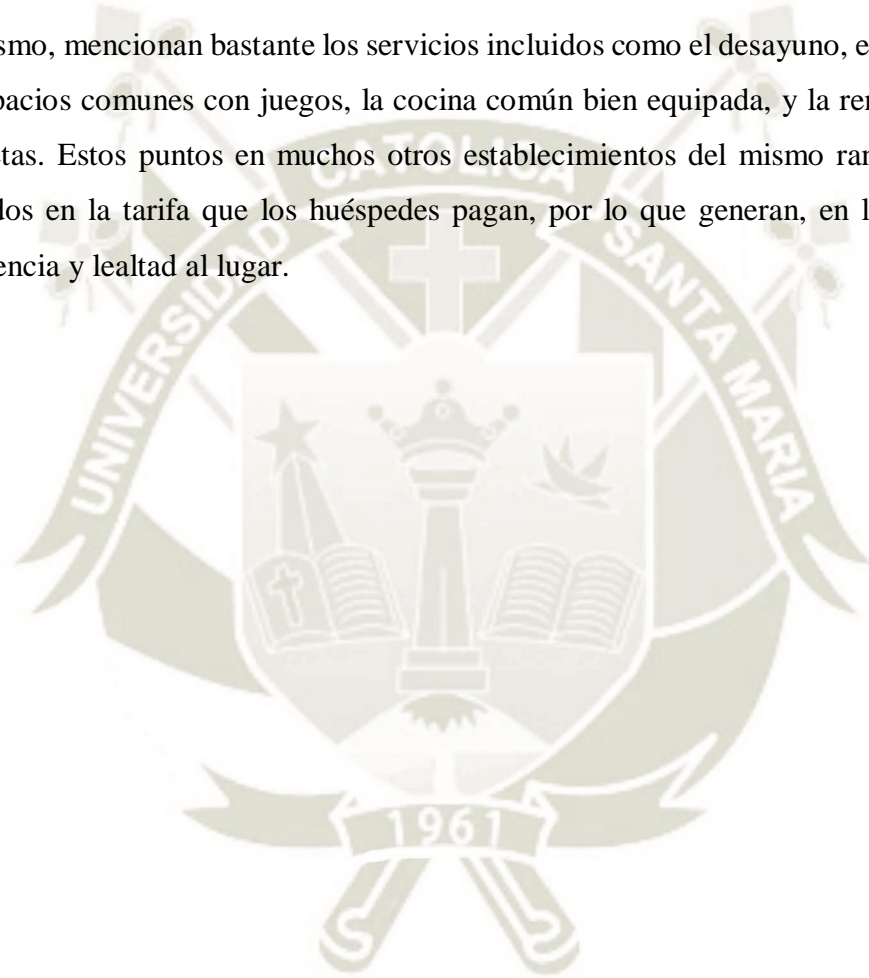 smo, mencionan bastante los servicios incluidos como el desayuno, e
pacios comunes con juegos, la cocina común bien equipada, y la ren
etas. Estos puntos en muchos otros establecimientos del mismo ran
dos en la tarifa que los huéspedes pagan, por lo que generan, en l
encia y lealtad al lugar.
UNIVERSIDAD CATOLICA SANTA MARIA
1961